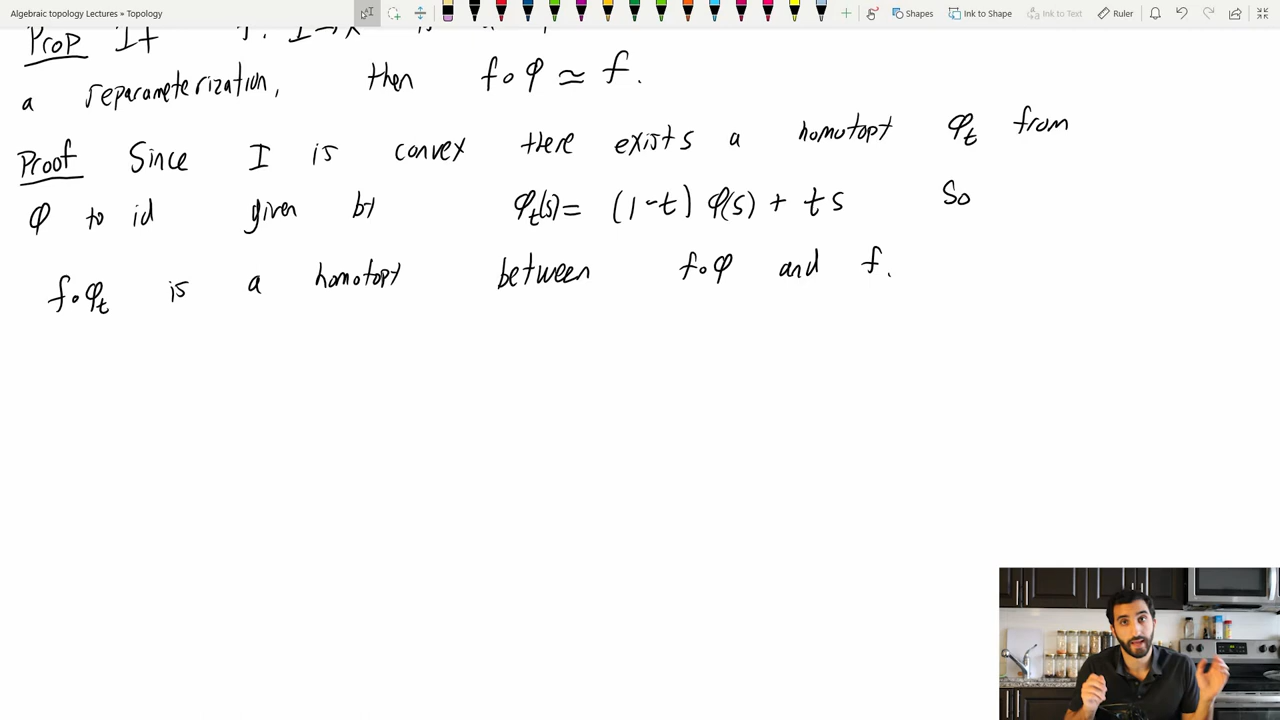 Algebraic topology Lectures » Topology
Shapes Ink to Shape Ink to Text Ruler
Prop If f: I→X is a
a reparameterization, then f∘φ ≃ f.
Proof Since I is convex there exists a homotopy φₜ from
φ to id given by φₜ(s)= (1-t) φ(s) + t s So
f∘φₜ is a homotopy between f∘φ and f.